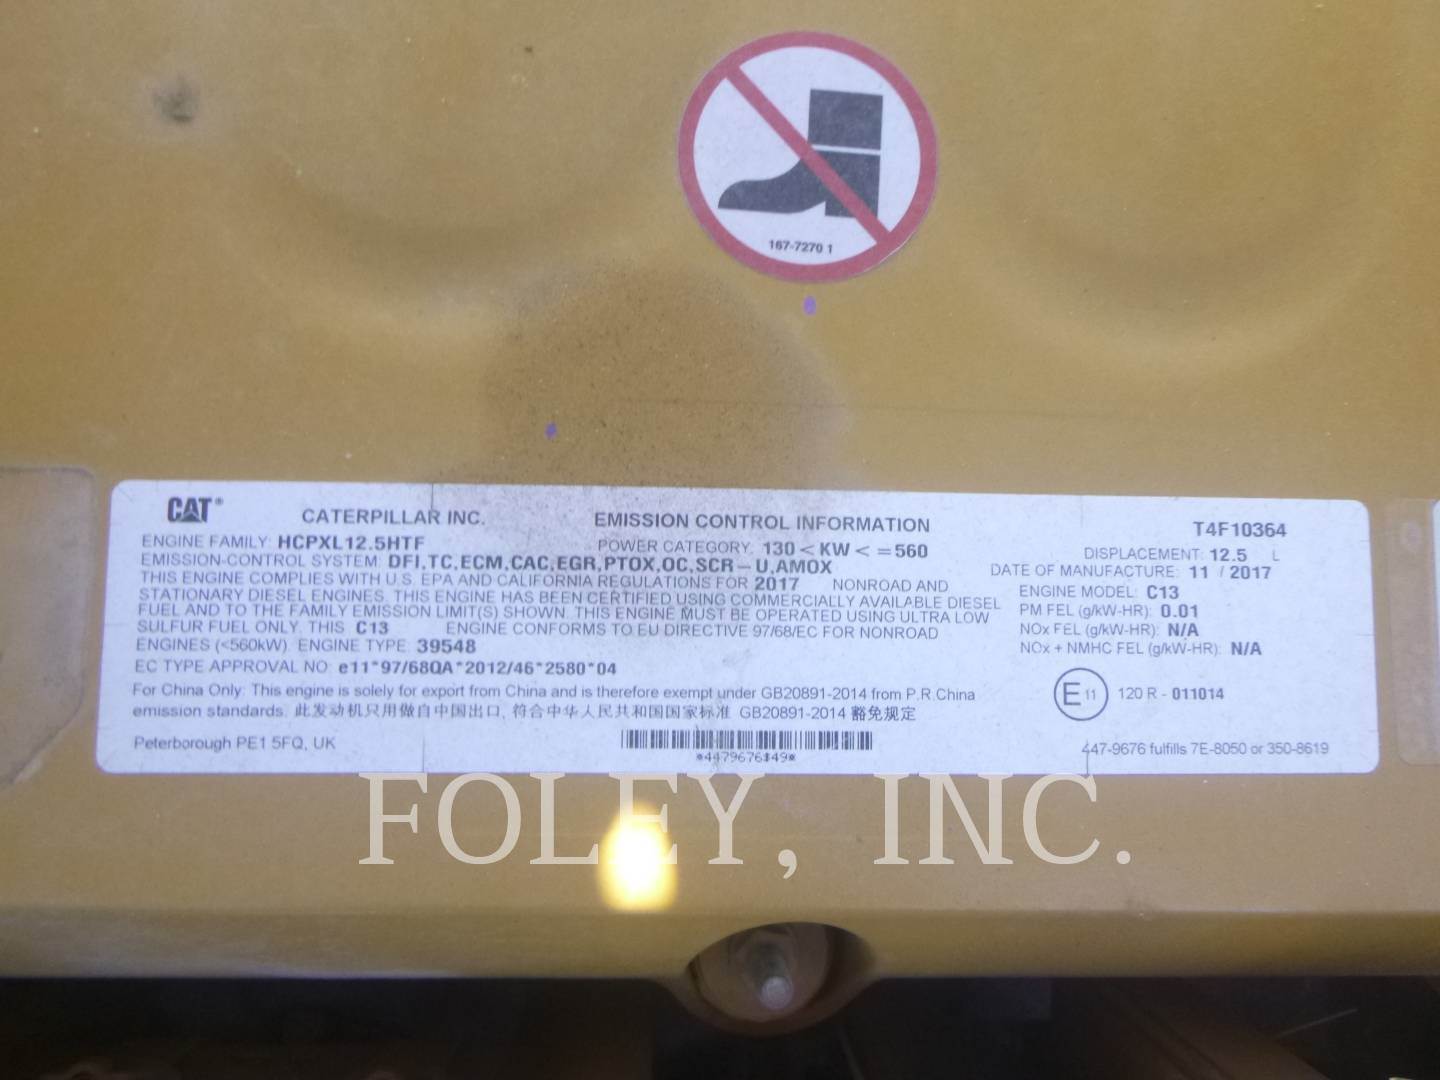 167-7270 1
CAT® CATERPILLAR INC. EMISSION CONTROL INFORMATION T4F10364
ENGINE FAMILY: HCPXL12.5HTF POWER CATEGORY: 130 < KW < = 560 DISPLACEMENT: 12.5 L
EMISSION-CONTROL SYSTEM: DFI,TC,ECM,CAC,EGR,PTOX,OC,SCR-U,AMOX DATE OF MANUFACTURE: 11 / 2017
THIS ENGINE COMPLIES WITH U.S. EPA AND CALIFORNIA REGULATIONS FOR 2017 NONROAD AND
STATIONARY DIESEL ENGINES. THIS ENGINE HAS BEEN CERTIFIED USING COMMERCIALLY AVAILABLE DIESEL
FUEL AND TO THE FAMILY EMISSION LIMIT(S) SHOWN. THIS ENGINE MUST BE OPERATED USING ULTRA LOW
SULFUR FUEL ONLY. THIS C13 ENGINE CONFORMS TO EU DIRECTIVE 97/68/EC FOR NONROAD
ENGINES (<560kW) ENGINE TYPE: 39548
EC TYPE APPROVAL NO: e11*97/68QA*2012/46*2580*04
ENGINE MODEL: C13
PM FEL (g/kW-HR): 0.01
NOx FEL (g/kW-HR): N/A
NOx + NMHC FEL (g/kW-HR): N/A
For China Only: This engine is solely for export from China and is therefore exempt under GB20891-2014 from P.R.China
emission standards. 此发动机只用做自中国出口, 符合中华人民共和国国家标准 GB20891-2014 豁免规定
E 11 120 R - 011014
Peterborough PE1 5FQ, UK
*4479676$49*
447-9676 fulfills 7E-8050 or 350-8619
FOLEY, INC.